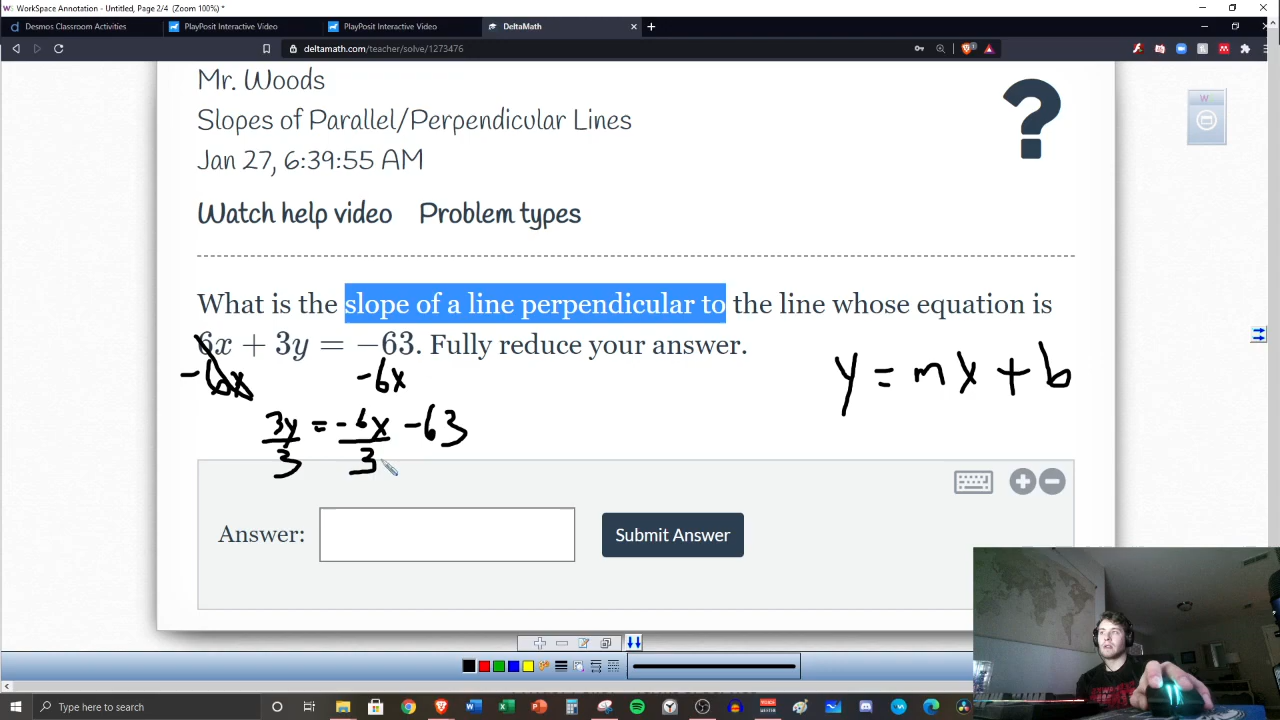 WorkSpace Annotation - Untitled, Page 2/4 (Zoom 100%) *
Desmos Classroom Activities
PlayPosit Interactive Video
PlayPosit Interactive Video
DeltaMath
deltamath.com/teacher/solve/1273476
Mr. Woods
Slopes of Parallel/Perpendicular Lines
Jan 27, 6:39:55 AM
?
Watch help video Problem types
What is the slope of a line perpendicular to the line whose equation is
6x + 3y = −63. Fully reduce your answer.
-6x -6x
y = mx + b
3y = -6x -63
3 3
Answer:
Submit Answer
Type here to search